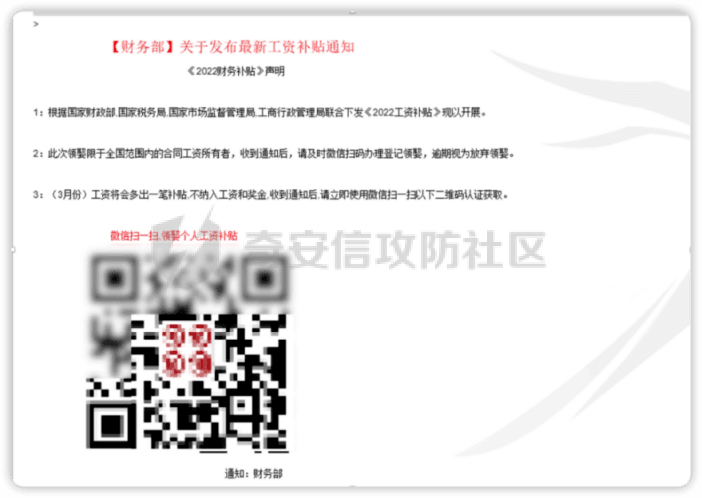 >
【财务部】关于发布最新工资补贴通知
《2022财务补贴》声明
1：根据国家财政部,国家税务局,国家市场监督管理局,工商行政管理局联合下发《2022工资补贴》现以开展。
2：此次领娶限于全国范围内的合同工资所有者，收到通知后，请及时微信扫码办理登记领娶，逾期视为放弃领娶。
3：（3月份）工资将会多出一笔补贴,不纳入工资和奖金,收到通知后,请立即使用微信扫一扫以下二维码认证获取。
微信扫一扫,领娶个人工资补贴
奇安信攻防社区
通知：财务部